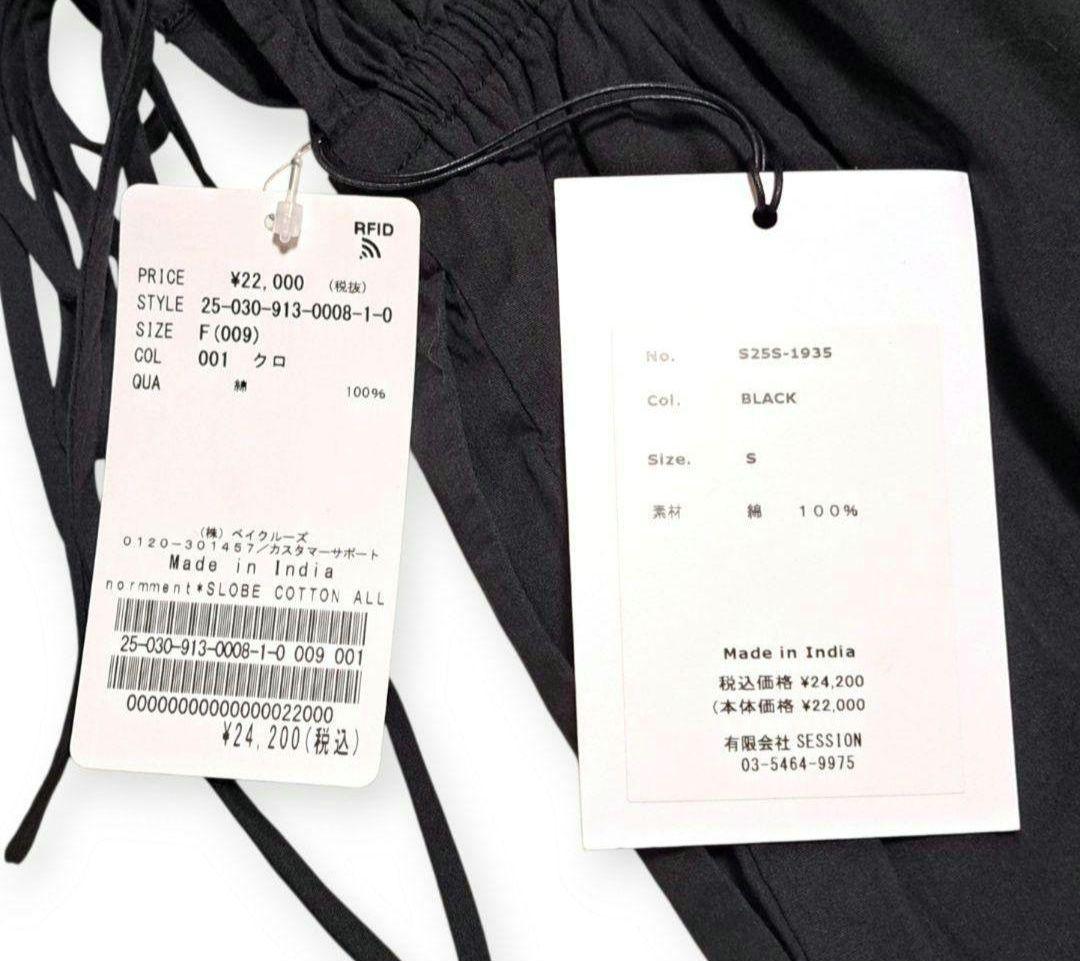 RFID
PRICE ¥22,000 (税抜)
STYLE 25-030-913-0008-1-0
SIZE F(009)
COL 001 クロ
QUA 綿 100%
(株) ベイクルーズ
0120-301457/カスタマーサポート
Made in India
normment*SLOBE COTTON ALL
25-030-913-0008-1-0 009 001
00000000000000022000
¥24,200(税込)
No. S25S-1935
Col. BLACK
Size. S
素材 綿 100%
Made in India
税込価格 ¥24,200
(本体価格 ¥22,000
有限会社 SESSION
03-5464-9975